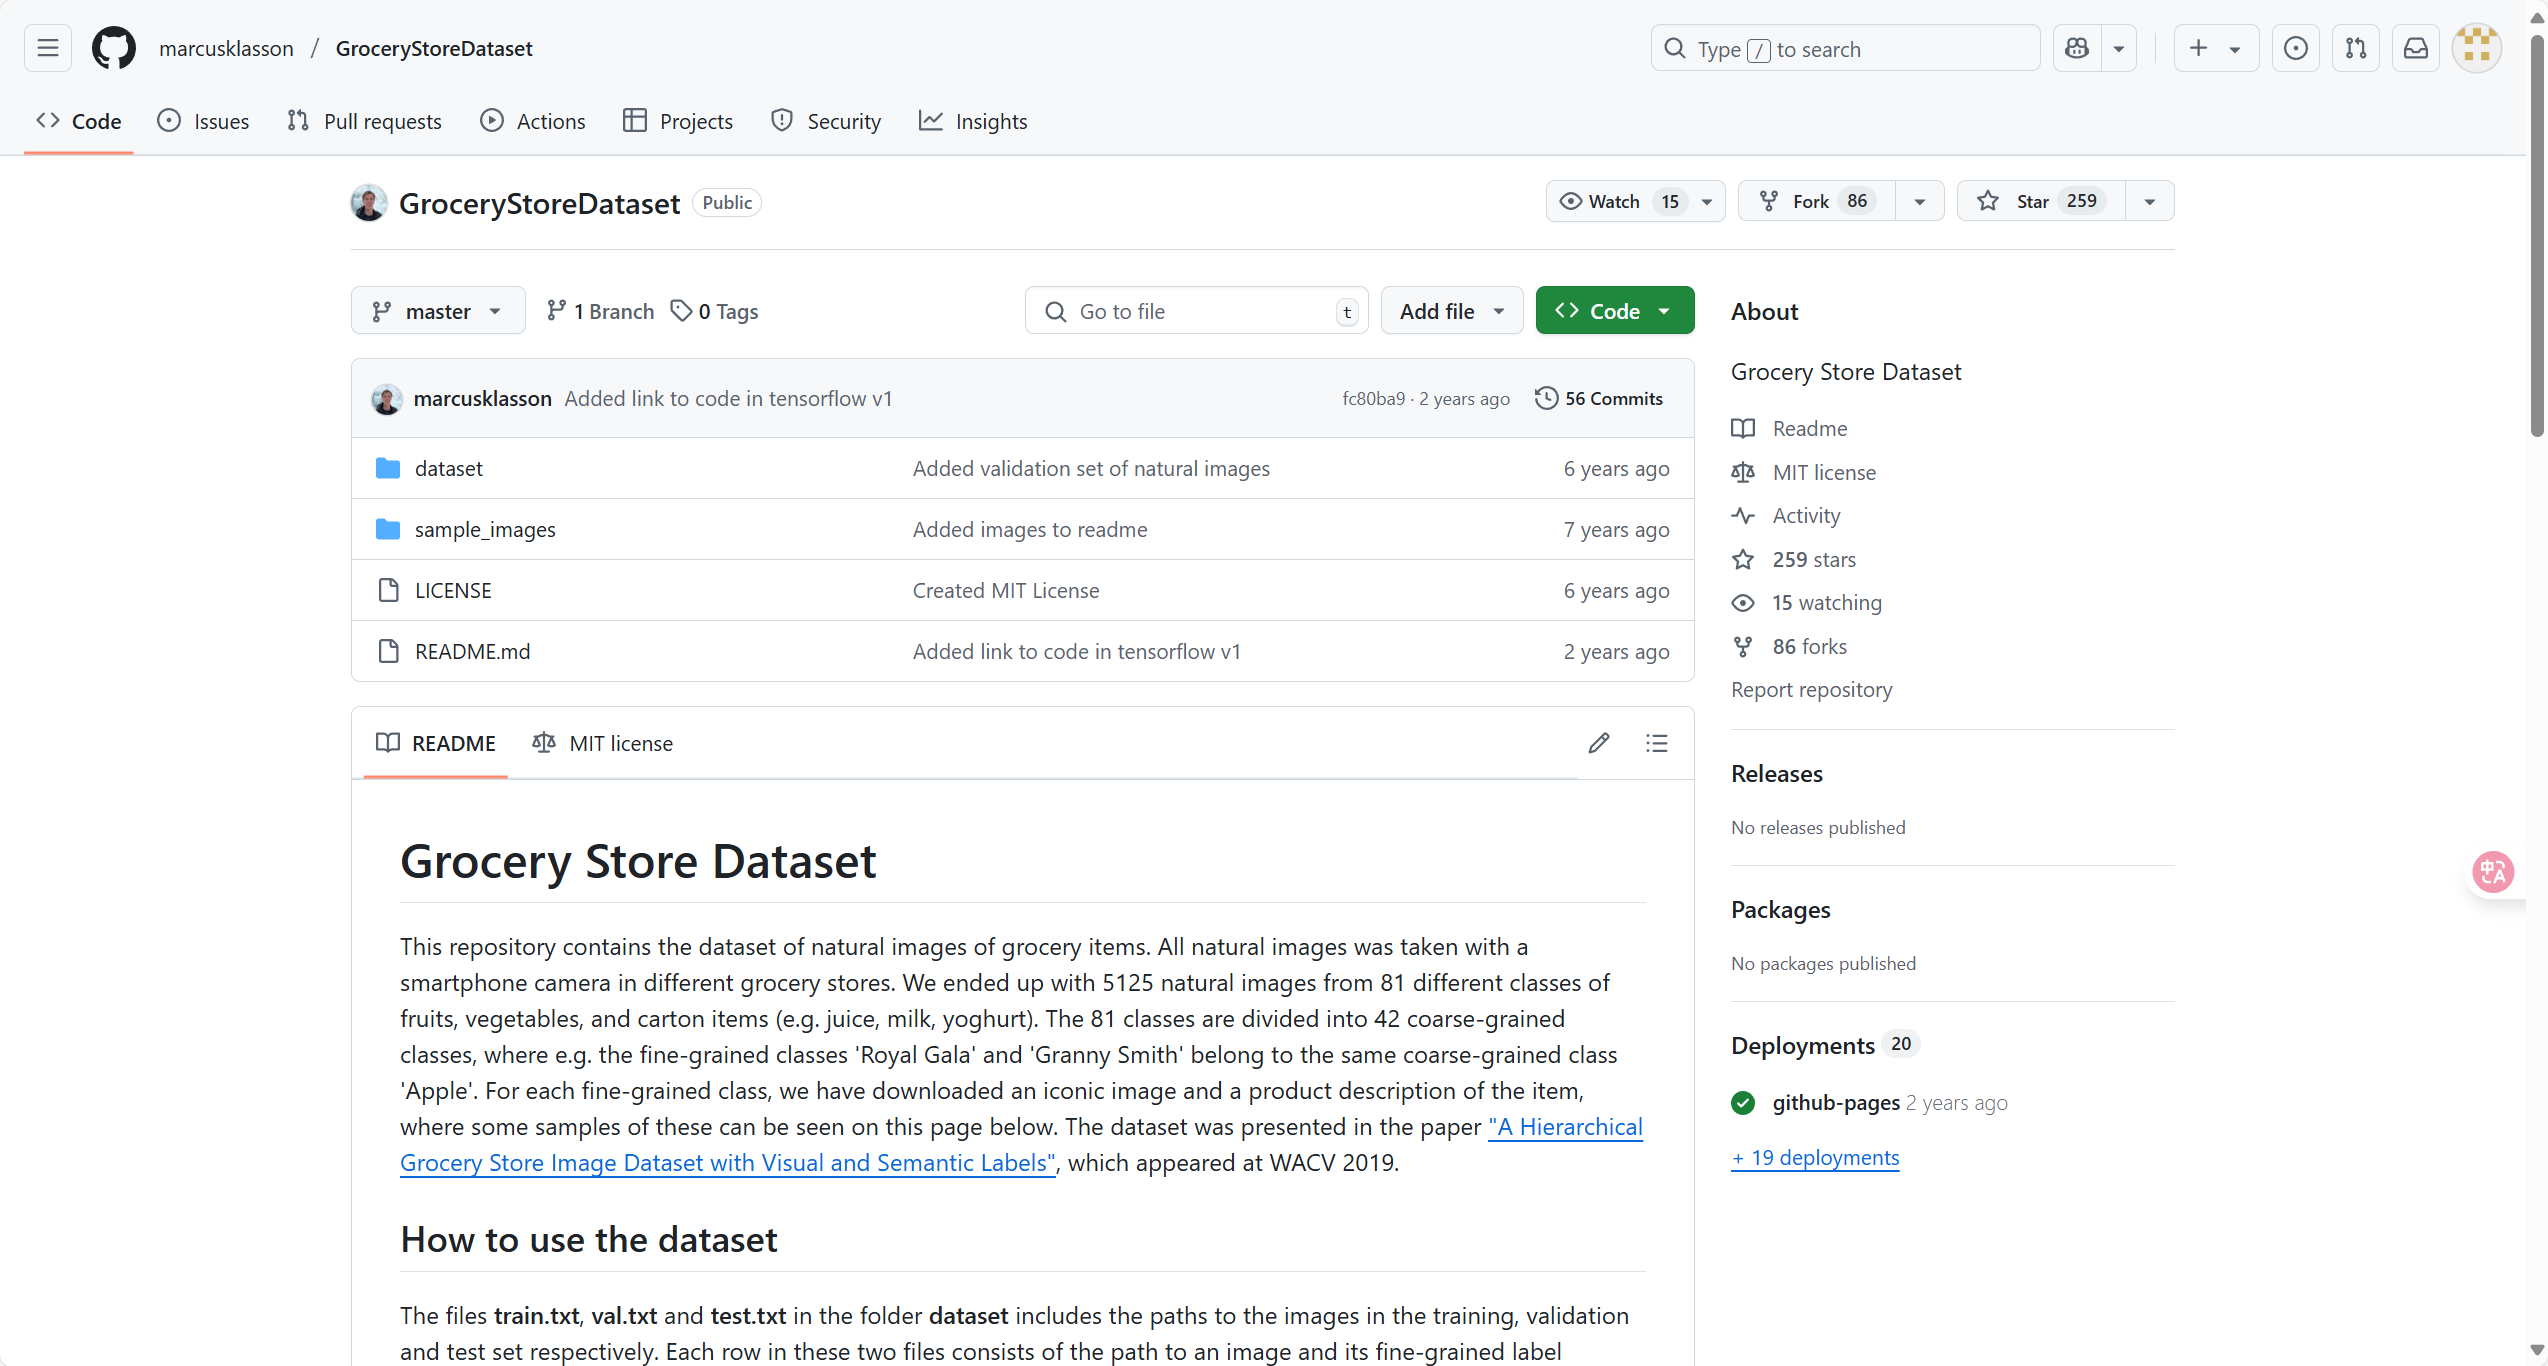 marcusklasson / GroceryStoreDataset
Type / to search
Code Issues Pull requests Actions Projects Security Insights
GroceryStoreDataset Public
Watch 15 Fork 86 Star 259
master 1 Branch 0 Tags
Go to file t Add file Code
marcusklasson Added link to code in tensorflow v1 fc80ba9 · 2 years ago 56 Commits
dataset Added validation set of natural images 6 years ago
sample_images Added images to readme 7 years ago
LICENSE Created MIT License 6 years ago
README.md Added link to code in tensorflow v1 2 years ago
README MIT license
Grocery Store Dataset
This repository contains the dataset of natural images of grocery items. All natural images was taken with a
smartphone camera in different grocery stores. We ended up with 5125 natural images from 81 different classes of
fruits, vegetables, and carton items (e.g. juice, milk, yoghurt). The 81 classes are divided into 42 coarse-grained
classes, where e.g. the fine-grained classes 'Royal Gala' and 'Granny Smith' belong to the same coarse-grained class
'Apple'. For each fine-grained class, we have downloaded an iconic image and a product description of the item,
where some samples of these can be seen on this page below. The dataset was presented in the paper "A Hierarchical
Grocery Store Image Dataset with Visual and Semantic Labels", which appeared at WACV 2019.
How to use the dataset
The files train.txt, val.txt and test.txt in the folder dataset includes the paths to the images in the training, validation
and test set respectively. Each row in these two files consists of the path to an image and its fine-grained label
About
Grocery Store Dataset
Readme
MIT license
Activity
259 stars
15 watching
86 forks
Report repository
Releases
No releases published
Packages
No packages published
Deployments 20
github-pages 2 years ago
+ 19 deployments
中A